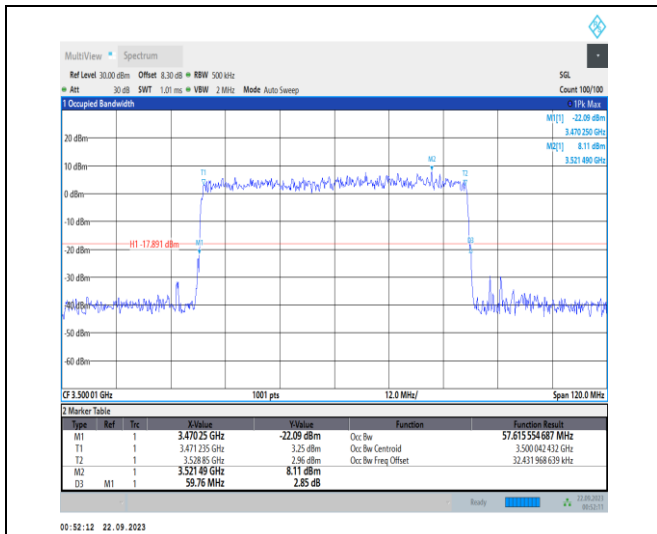 MultiView Spectrum
Ref Level 30.00 dBm Offset 8.30 dB RBW 500 kHz SGL
Att 30 dB SWT 1.01 ms VBW 2 MHz Mode Auto Sweep Count 100/100
1 Occupied Bandwidth 1Pk Max
M1[1] -22.09 dBm
3.470 250 GHz
M2[1] 8.11 dBm
3.521 490 GHz
20 dBm
10 dBm
M2
T1 T2
0 dBm
-10 dBm
H1 -17.891 dBm M1 D3
-20 dBm
-30 dBm
-40 dBm
-50 dBm
-60 dBm
CF 3.500 01 GHz 1001 pts 12.0 MHz/ Span 120.0 MHz
2 Marker Table
Type Ref Trc X-Value Y-Value Function Function Result
M1 1 3.470 25 GHz -22.09 dBm Occ Bw 57.615 554 687 MHz
T1 1 3.471 235 GHz 3.25 dBm Occ Bw Centroid 3.500 042 432 GHz
T2 1 3.528 85 GHz 2.96 dBm Occ Bw Freq Offset 32.431 968 639 kHz
M2 1 3.521 49 GHz 8.11 dBm
D3 M1 1 59.76 MHz 2.85 dB
Ready 22.09.2023
00:52:11
00:52:12 22.09.2023